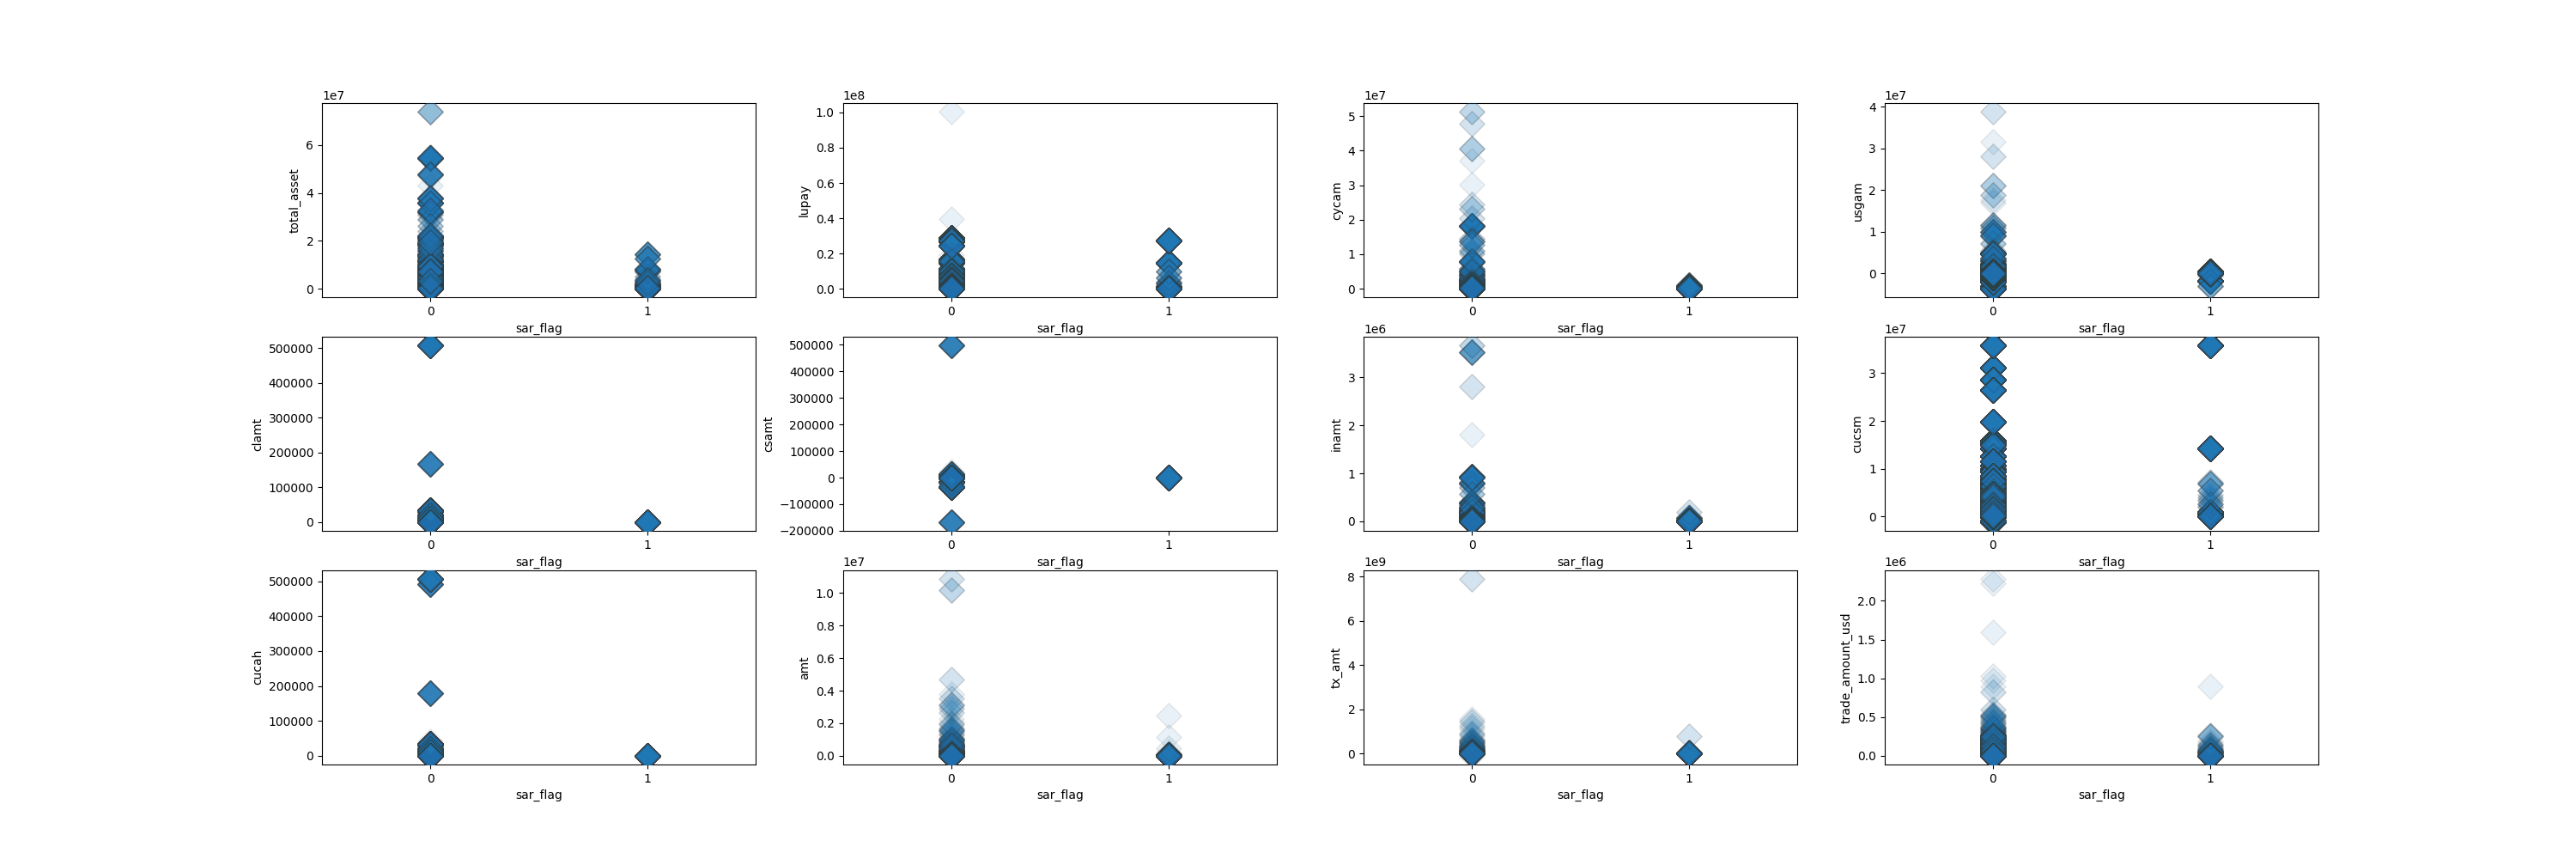 1e7
total_asset
6
4
2
0
0 1
sar_flag
1e8
lupay
1.0
0.8
0.6
0.4
0.2
0.0
0 1
sar_flag
1e7
cycam
5
4
3
2
1
0
0 1
sar_flag
1e7
usgam
4
3
2
1
0
0 1
sar_flag
clamt
500000
400000
300000
200000
100000
0
0 1
sar_flag
csamt
500000
400000
300000
200000
100000
0
−100000
−200000
0 1
sar_flag
1e6
inamt
3
2
1
0
0 1
sar_flag
1e7
cucsm
3
2
1
0
0 1
sar_flag
cucah
500000
400000
300000
200000
100000
0
0 1
sar_flag
1e7
amt
1.0
0.8
0.6
0.4
0.2
0.0
0 1
sar_flag
1e9
tx_amt
8
6
4
2
0
0 1
sar_flag
1e6
trade_amount_usd
2.0
1.5
1.0
0.5
0.0
0 1
sar_flag